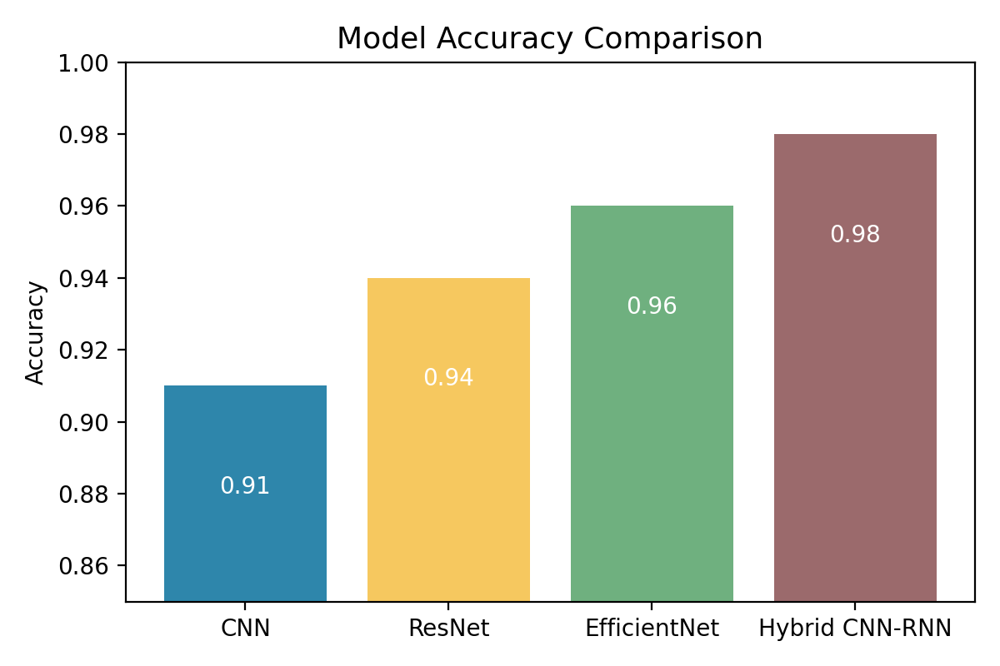 Model Accuracy Comparison
1.00
0.98
0.96
0.94
0.92
0.90
0.88
0.86
Accuracy
0.91
0.94
0.96
0.98
CNN
ResNet
EfficientNet
Hybrid CNN-RNN